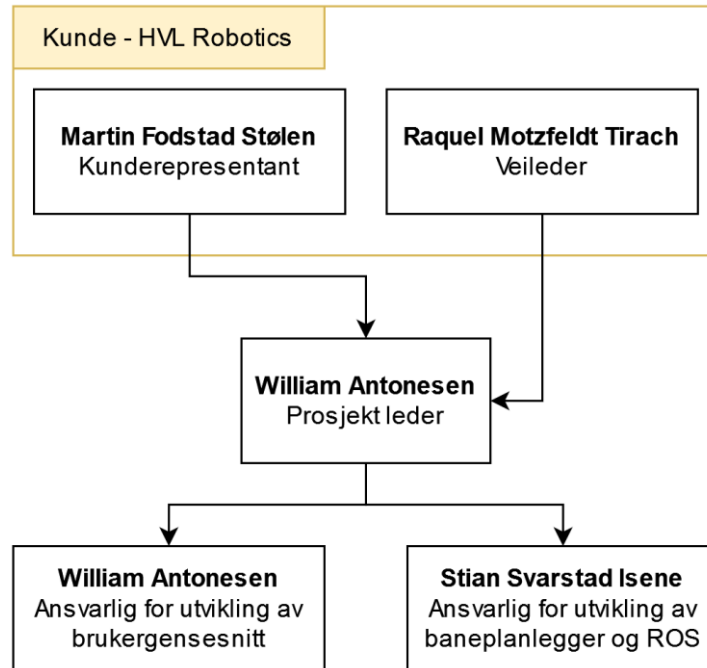 Kunde - HVL Robotics
Martin Fodstad Stølen
Kunderepresentant
Raquel Motzfeldt Tirach
Veileder
William Antonesen
Prosjekt leder
William Antonesen
Ansvarlig for utvikling av
brukergensesnitt
Stian Svarstad Isene
Ansvarlig for utvikling av
baneplanlegger og ROS